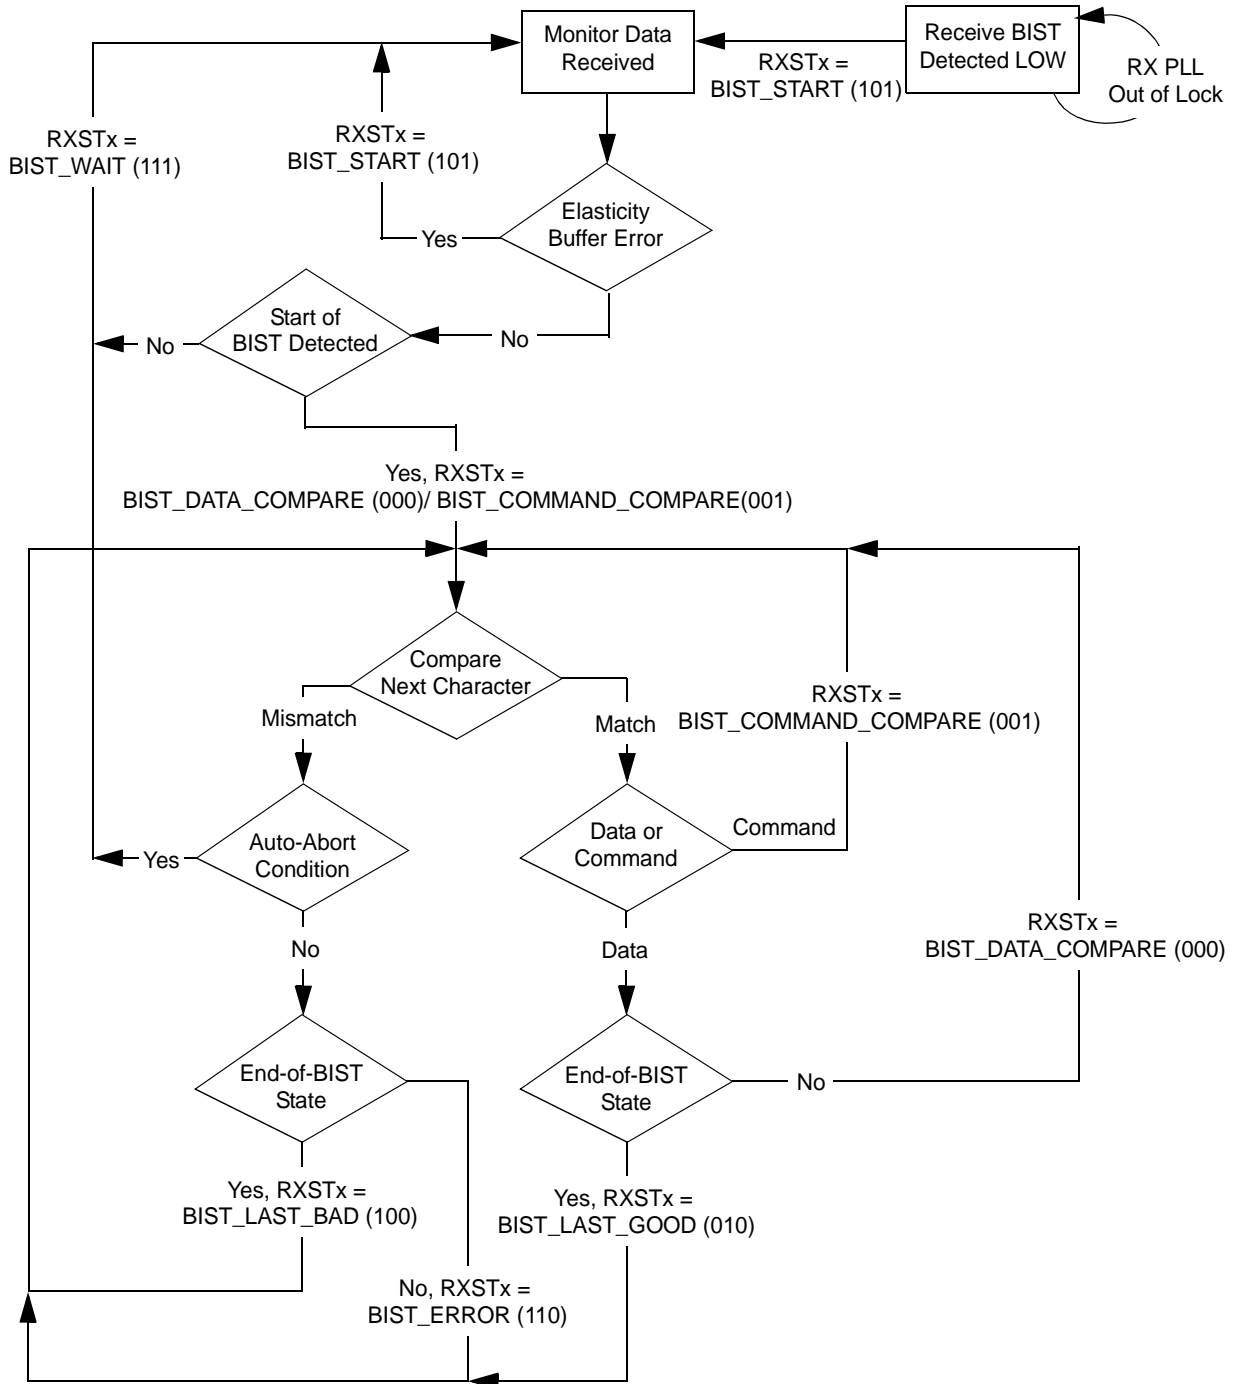 Monitor Data
Received
Receive BIST
Detected LOW
RXSTx =
BIST_START (101)
RX PLL
Out of Lock
RXSTx =
BIST_WAIT (111)
RXSTx =
BIST_START (101)
Elasticity
Buffer Error
Yes
Start of
BIST Detected
No
No
Yes, RXSTx =
BIST_DATA_COMPARE (000)/ BIST_COMMAND_COMPARE(001)
Compare
Next Character
Mismatch
Match
RXSTx =
BIST_COMMAND_COMPARE (001)
Auto-Abort
Condition
Yes
Data or
Command
Command
No
Data
RXSTx =
BIST_DATA_COMPARE (000)
End-of-BIST
State
End-of-BIST
State
No
Yes, RXSTx =
BIST_LAST_BAD (100)
Yes, RXSTx =
BIST_LAST_GOOD (010)
No, RXSTx =
BIST_ERROR (110)